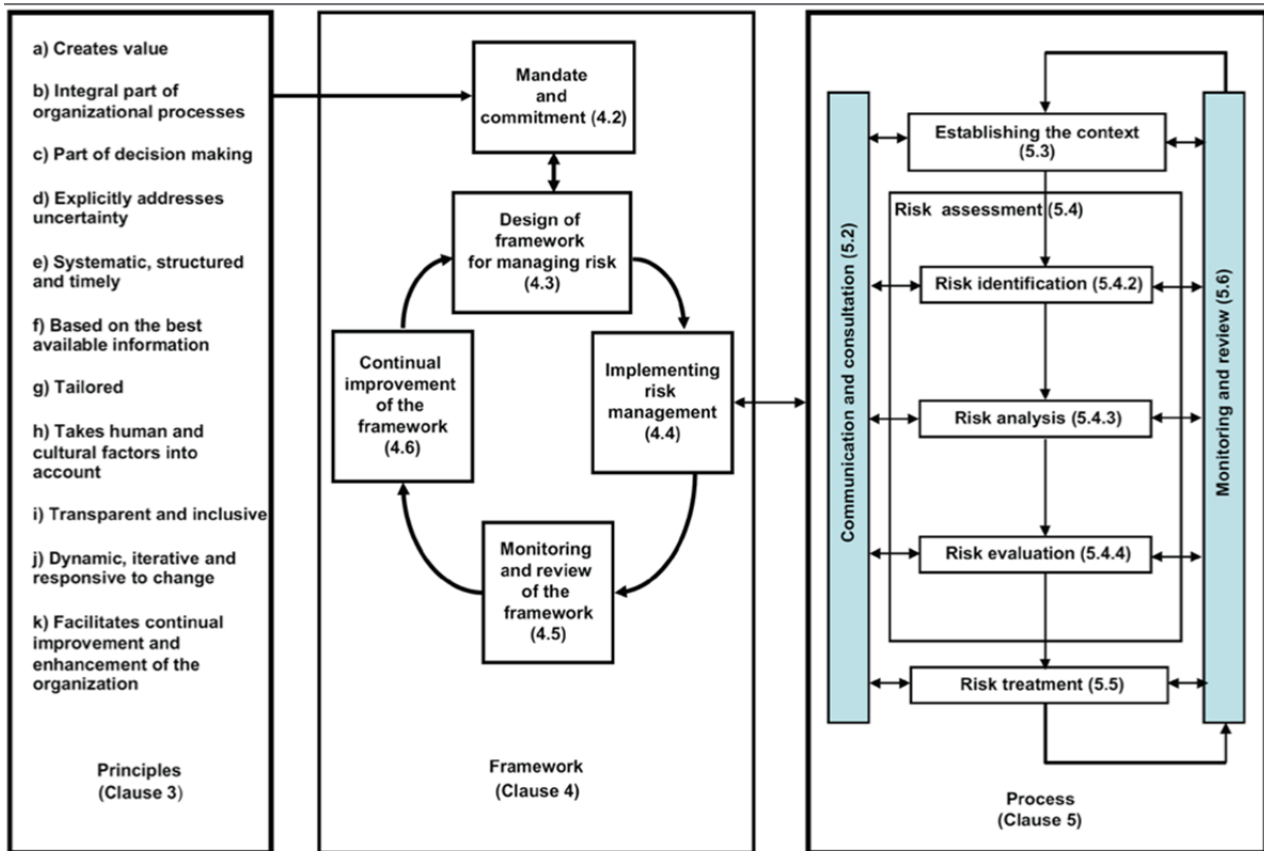 a) Creates value
b) Integral part of
organizational processes
c) Part of decision making
d) Explicitly addresses
uncertainty
e) Systematic, structured
and timely
f) Based on the best
available information
g) Tailored
h) Takes human and
cultural factors into
account
i) Transparent and inclusive
j) Dynamic, iterative and
responsive to change
k) Facilitates continual
improvement and
enhancement of the
organization
Principles
(Clause 3)
Mandate
and
commitment (4.2)
Design of
framework
for managing risk
(4.3)
Implementing
risk
management
(4.4)
Monitoring
and review
of the
framework
(4.5)
Continual
improvement
of the
framework
(4.6)
Framework
(Clause 4)
Communication and consultation (5.2)
Establishing the context
(5.3)
Risk assessment (5.4)
Risk identification (5.4.2)
Risk analysis (5.4.3)
Risk evaluation (5.4.4)
Risk treatment (5.5)
Monitoring and review (5.6)
Process
(Clause 5)